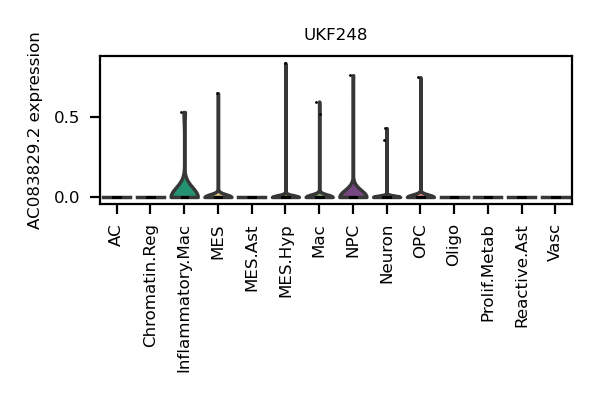 UKF248
AC083829.2 expression
0.5
0.0
AC
Chromatin.Reg
Inflammatory.Mac
MES
MES.Ast
MES.Hyp
Mac
NPC
Neuron
OPC
Oligo
Prolif.Metab
Reactive.Ast
Vasc